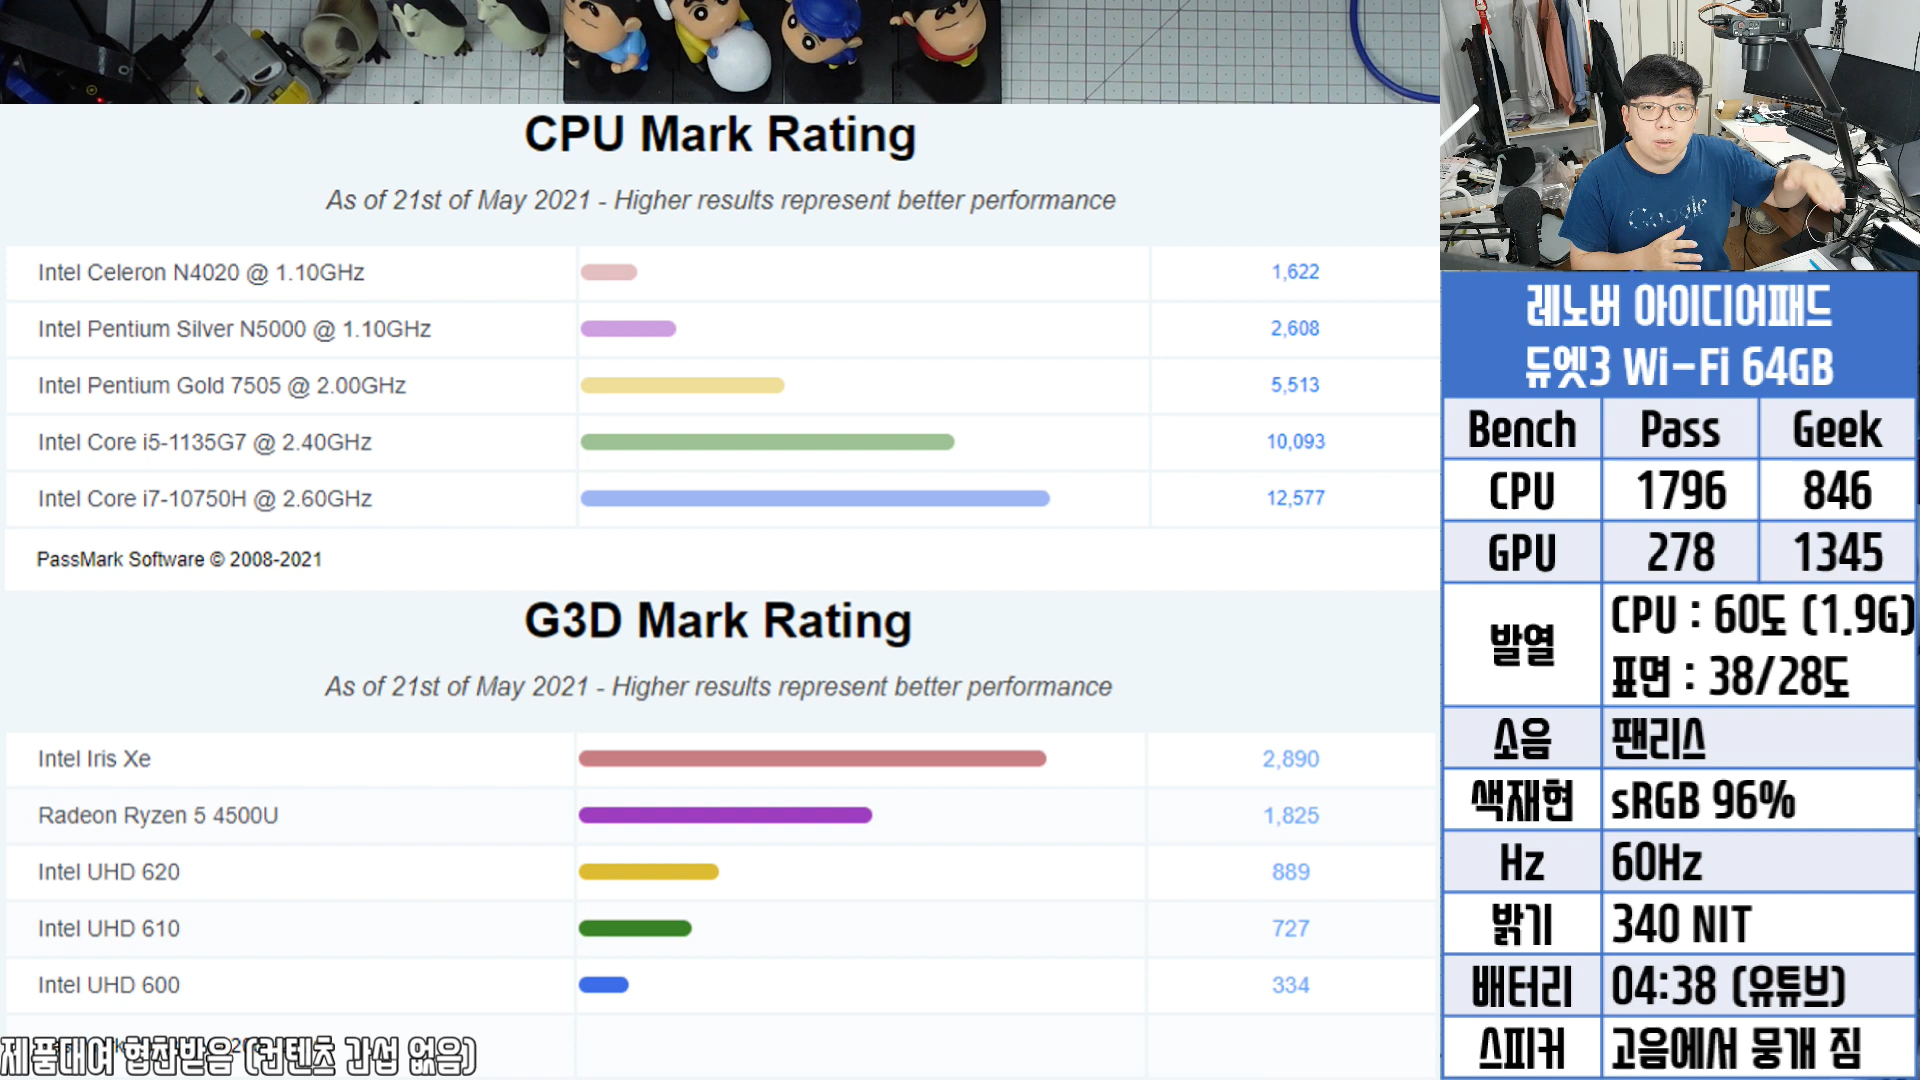 CPU Mark Rating
As of 21st of May 2021 - Higher results represent better performance
Intel Celeron N4020 @ 1.10GHz 1,622
Intel Pentium Silver N5000 @ 1.10GHz 2,608
Intel Pentium Gold 7505 @ 2.00GHz 5,513
Intel Core i5-1135G7 @ 2.40GHz 10,093
Intel Core i7-10750H @ 2.60GHz 12,577
PassMark Software © 2008-2021
G3D Mark Rating
As of 21st of May 2021 - Higher results represent better performance
Intel Iris Xe 2,890
Radeon Ryzen 5 4500U 1,825
Intel UHD 620 889
Intel UHD 610 727
Intel UHD 600 334
제품대여 협찬받음 (컨텐츠 간섭 없음)
Google
레노버 아이디어패드
듀엣3 Wi-Fi 64GB
Bench Pass Geek
CPU 1796 846
GPU 278 1345
발열 CPU : 60도 (1.9G)
표면 : 38/28도
소음 팬리스
색재현 sRGB 96%
Hz 60Hz
밝기 340 NIT
배터리 04:38 (유튜브)
스피커 고음에서 뭉개 짐